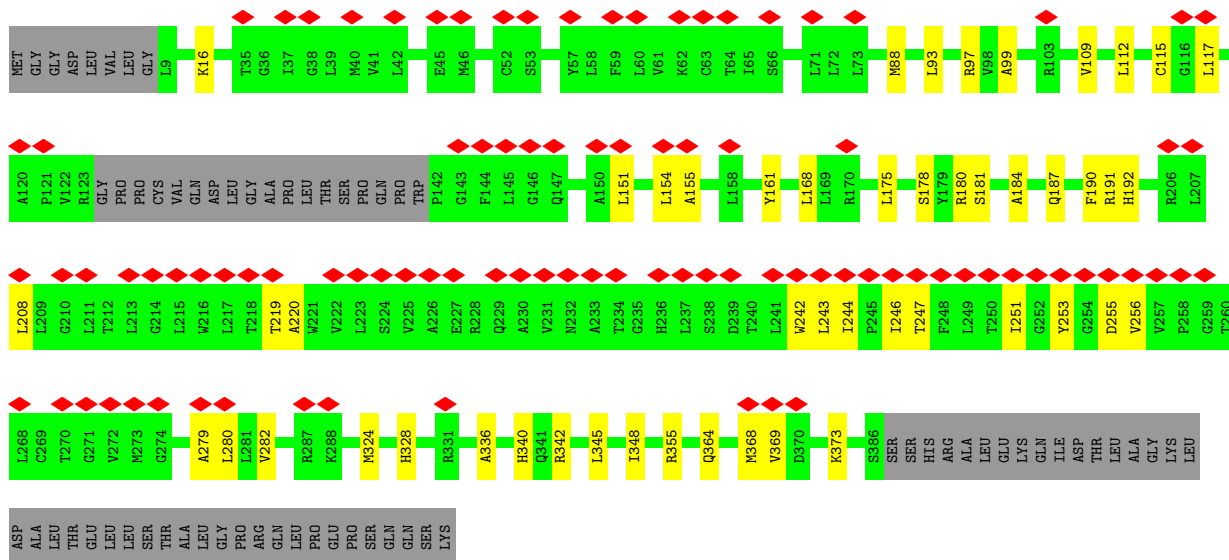 MET GLY GLY ASP LEU VAL LEU GLY L9 K16 T35 G36 I37 G38 L39 M40 V41 L42 E45 M46 C52 S53 Y57 L58 F59 L60 V61 K62 C63 T64 I65 S66 L71 L72 L73 M88 L93 R97 V98 A99 R103 V109 L112 C115 G116 L117
A120 P121 V122 R123 GLY PRO PRO CYS VAL GLN ASP LEU GLY ALA PRO LEU THR SER PRO GLN PRO TRP P142 G143 F144 L145 G146 Q147 A150 L151 L154 A155 L158 Y161 L168 L169 R170 L175 S178 Y179 R180 S181 A184 Q187 F190 R191 H192 R206 L207
L208 L209 G210 L211 T212 L213 G214 L215 W216 L217 T218 T219 A220 W221 V222 L223 S224 V225 A226 E227 R228 Q229 A230 V231 N232 A233 T234 G235 H236 L237 S238 D239 T240 L241 W242 L243 I244 P245 I246 T247 F248 L249 T250 I251 G252 Y253 G254 D255 V256 V257 P258 G259 T260
L268 C269 T270 G271 V272 M273 G274 A279 L280 L281 V282 R287 K288 M324 H328 R331 A336 H340 Q341 R342 L345 I348 R355 Q364 M368 V369 D370 K373 S386 SER SER HIS ARG ALA LEU GLU LYS GLN ILE ASP THR LEU ALA GLY LYS LEU
ASP ALA LEU THR GLU LEU LEU SER THR ALA LEU GLY PRO ARG GLN LEU PRO GLU PRO SER GLN GLN SER LYS